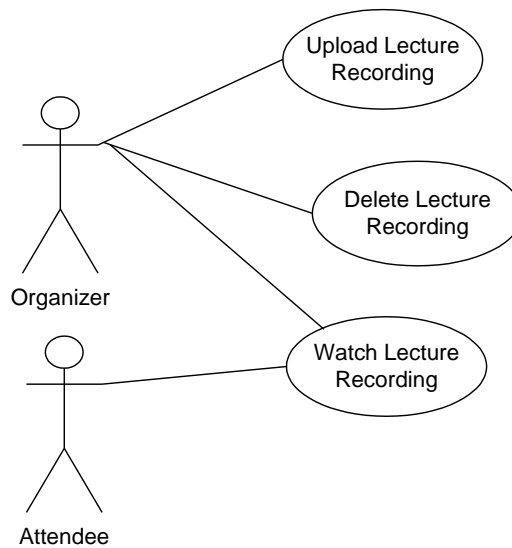 Upload Lecture
Recording
Delete Lecture
Recording
Organizer
Watch Lecture
Recording
Attendee